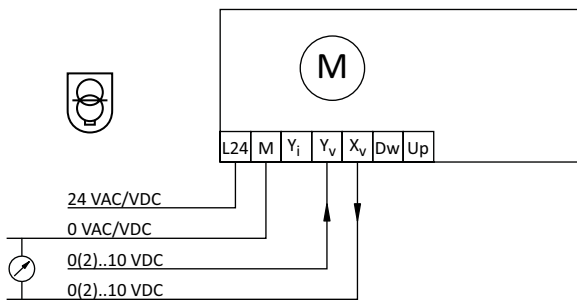 M
L24 M Yi Yv Xv Dw Up
24 VAC/VDC
0 VAC/VDC
0(2)..10 VDC
0(2)..10 VDC